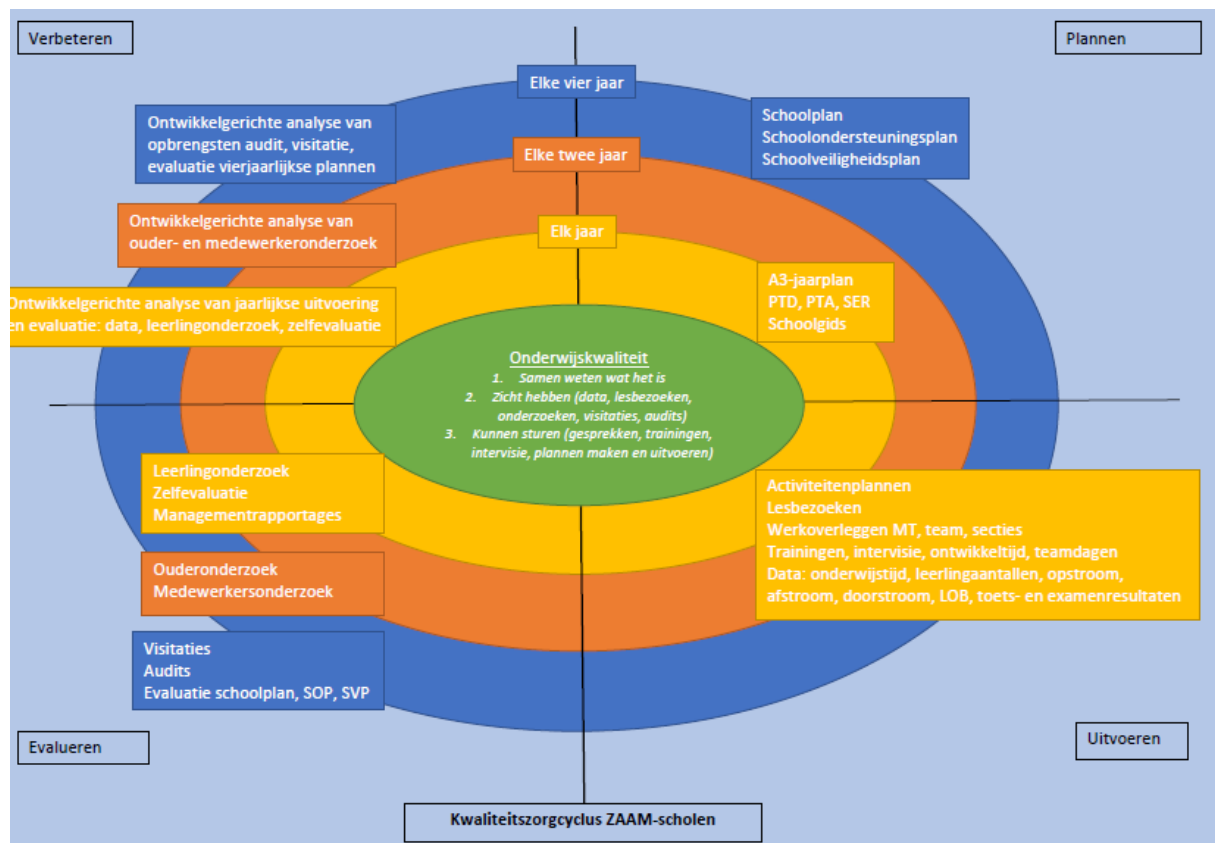 Verbeteren
Plannen
Elke vier jaar
Ontwikkelgerichte analyse van
opbrengsten audit, visitatie,
evaluatie vierjaarlijkse plannen
Schoolplan
Schoolondersteuningsplan
Schoolveiligheidsplan
Elke twee jaar
Ontwikkelgerichte analyse van
ouder- en medewerkeronderzoek
Elk jaar
Ontwikkelgerichte analyse van jaarlijkse uitvoering
en evaluatie: data, leerlingonderzoek, zelfevaluatie
A3-jaarplan
PTD, PTA, SER
Schoolgids
Onderwijskwaliteit
1. Samen weten wat het is
2. Zicht hebben (data, lesbezoeken,
onderzoeken, visitaties, audits)
3. Kunnen sturen (gesprekken, trainingen,
intervisie, plannen maken en uitvoeren)
Leerlingonderzoek
Zelfevaluatie
Managementrapportages
Ouderonderzoek
Medewerkersonderzoek
Visitaties
Audits
Evaluatie schoolplan, SOP, SVP
Activiteitenplannen
Lesbezoeken
Werkoverleggen MT, team, secties
Trainingen, intervisie, ontwikkeltijd, teamdagen
Data: onderwijstijd, leerlingaantallen, opstroom,
afstroom, doorstroom, LOB, toets- en examenresultaten
Evalueren
Uitvoeren
Kwaliteitszorgcyclus ZAAM-scholen